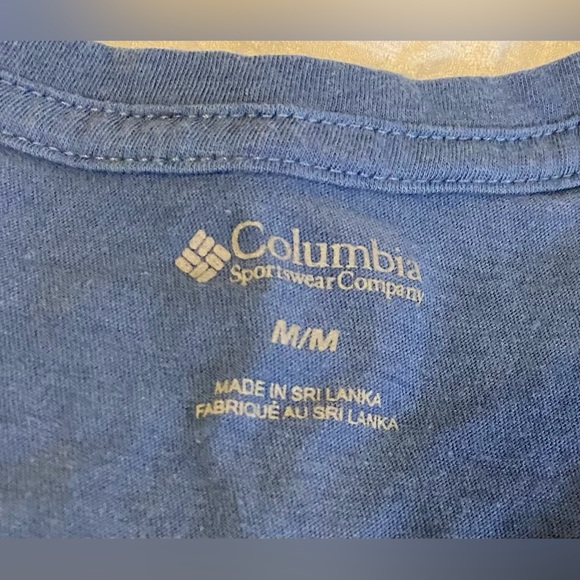 Columbia
Sportswear Company
M/M
MADE IN SRI LANKA
FABRIQUÉ AU SRI LANKA